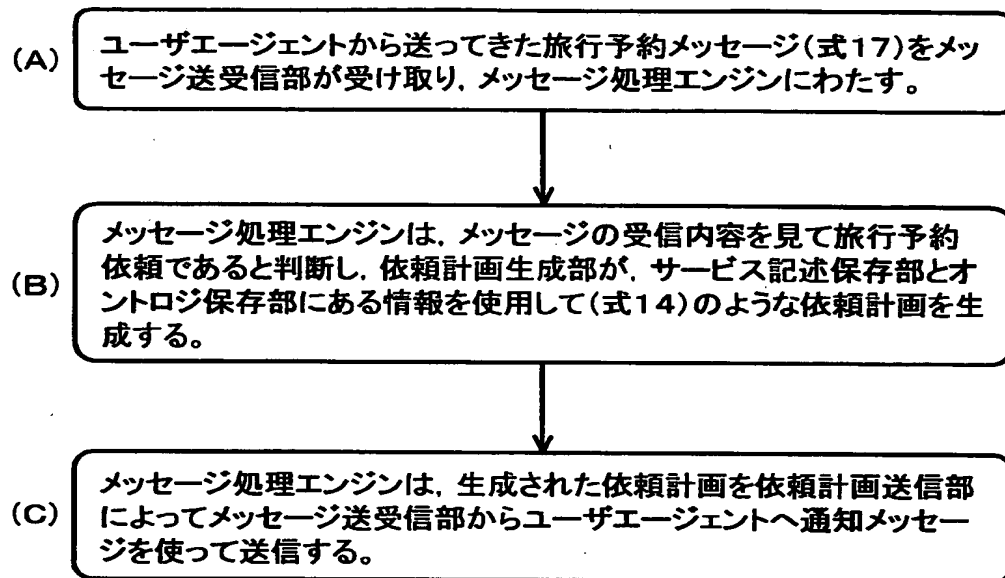 (A)
ユーザエージェントから送ってきた旅行予約メッセージ(式17)をメッ
セージ送受信部が受け取り,メッセージ処理エンジンにわたす。
(B)
メッセージ処理エンジンは,メッセージの受信内容を見て旅行予約
依頼であると判断し,依頼計画生成部が,サービス記述保存部とオ
ントロジ保存部にある情報を使用して(式14)のような依頼計画を生
成する。
(C)
メッセージ処理エンジンは,生成された依頼計画を依頼計画送信部
によってメッセージ送受信部からユーザエージェントへ通知メッセー
ジを使って送信する。